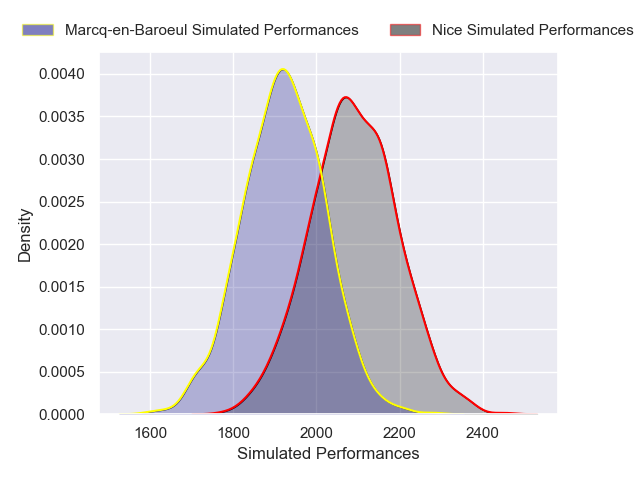 Marcq-en-Baroeul Simulated Performances
Nice Simulated Performances
0.0040
0.0035
0.0030
0.0025
0.0020
0.0015
0.0010
0.0005
0.0000
Density
1600 1800 2000 2200 2400
Simulated Performances